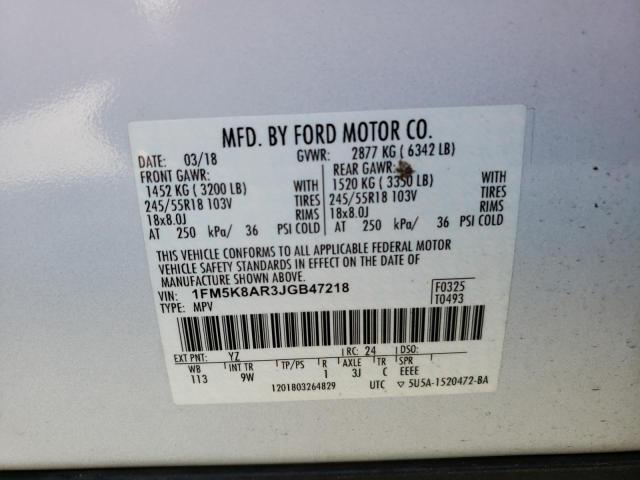 MFD. BY FORD MOTOR CO.
DATE: 03/18 GVWR: 2877 KG ( 6342 LB)
FRONT GAWR: REAR GAWR:
1452 KG ( 3200 LB) WITH 1520 KG ( 3350 LB) WITH
245/55R18 103V TIRES 245/55R18 103V TIRES
18x8.0J RIMS 18x8.0J RIMS
AT 250 kPa/ 36 PSI COLD AT 250 kPa/ 36 PSI COLD
THIS VEHICLE CONFORMS TO ALL APPLICABLE FEDERAL MOTOR
VEHICLE SAFETY STANDARDS IN EFFECT ON THE DATE OF
MANUFACTURE SHOWN ABOVE.
VIN: 1FM5K8AR3JGB47218 F0325
TYPE: MPV T0493
EXT PNT: YZ RC: 24 DSO:
WB INT TR TP/PS R AXLE TR SPR
113 9W 1 3J C EEEE
1201803264829 UTC ▽ 5U5A-1520472-BA